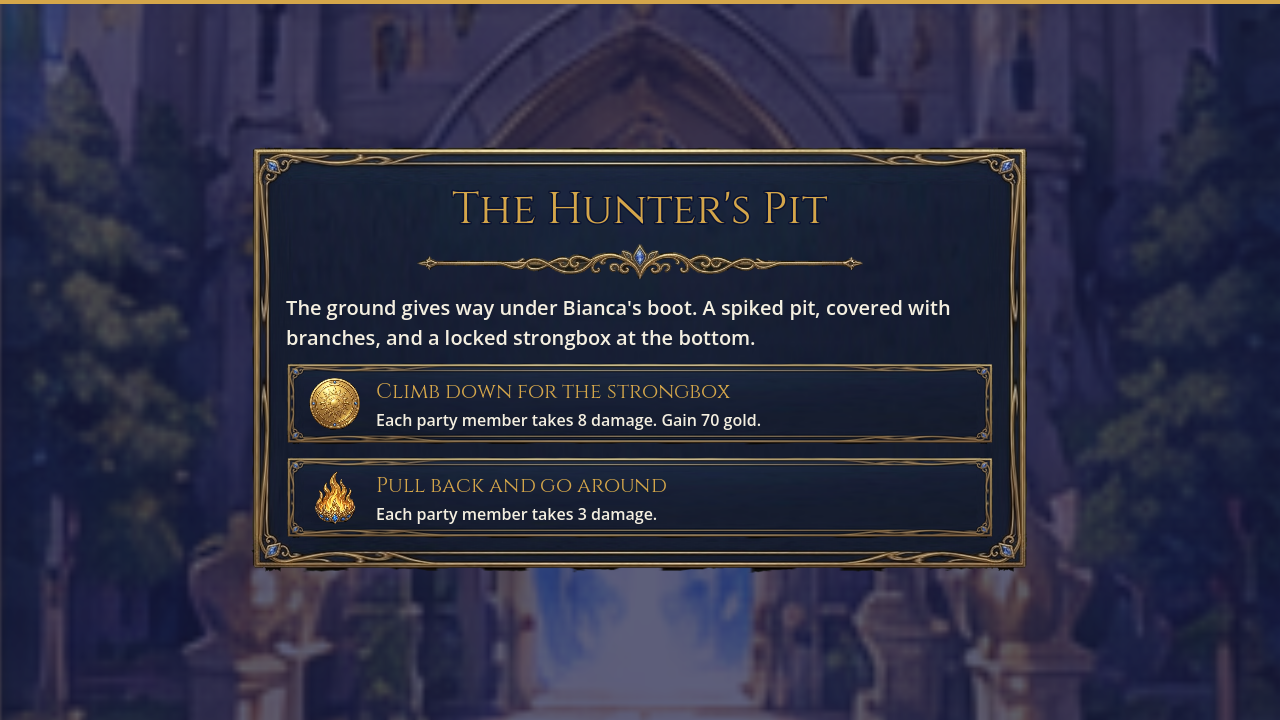 The Hunter's Pit
The ground gives way under Bianca's boot. A spiked pit, covered with
branches, and a locked strongbox at the bottom.
Climb down for the strongbox
Each party member takes 8 damage. Gain 70 gold.
Pull back and go around
Each party member takes 3 damage.